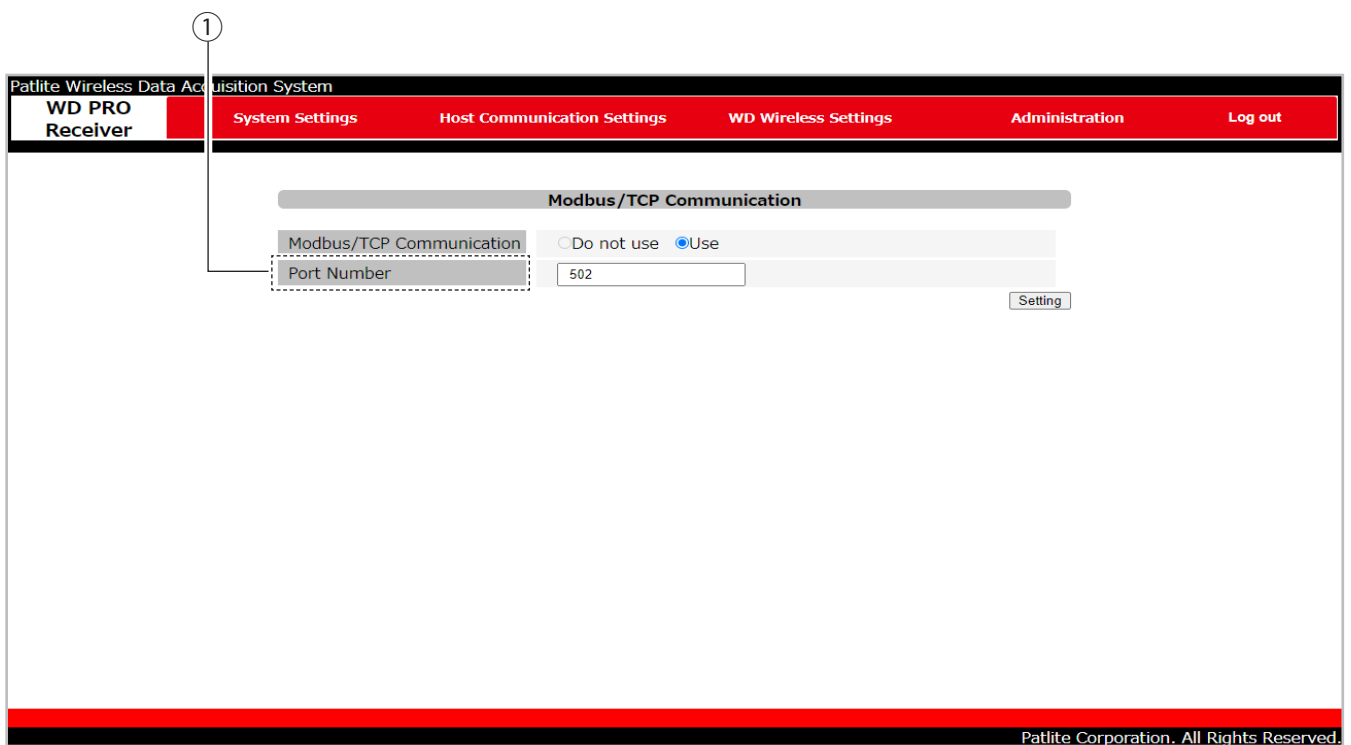 ①
Patlite Wireless Data Acquisition System
WD PRO
Receiver
System Settings
Host Communication Settings
WD Wireless Settings
Administration
Log out
Modbus/TCP Communication
Modbus/TCP Communication
Do not use
Use
Port Number
502
Setting
Patlite Corporation. All Rights Reserved.